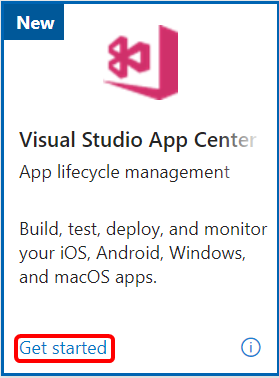 New
Visual Studio App Center
App lifecycle management
Build, test, deploy, and monitor
your iOS, Android, Windows,
and macOS apps.
Get started